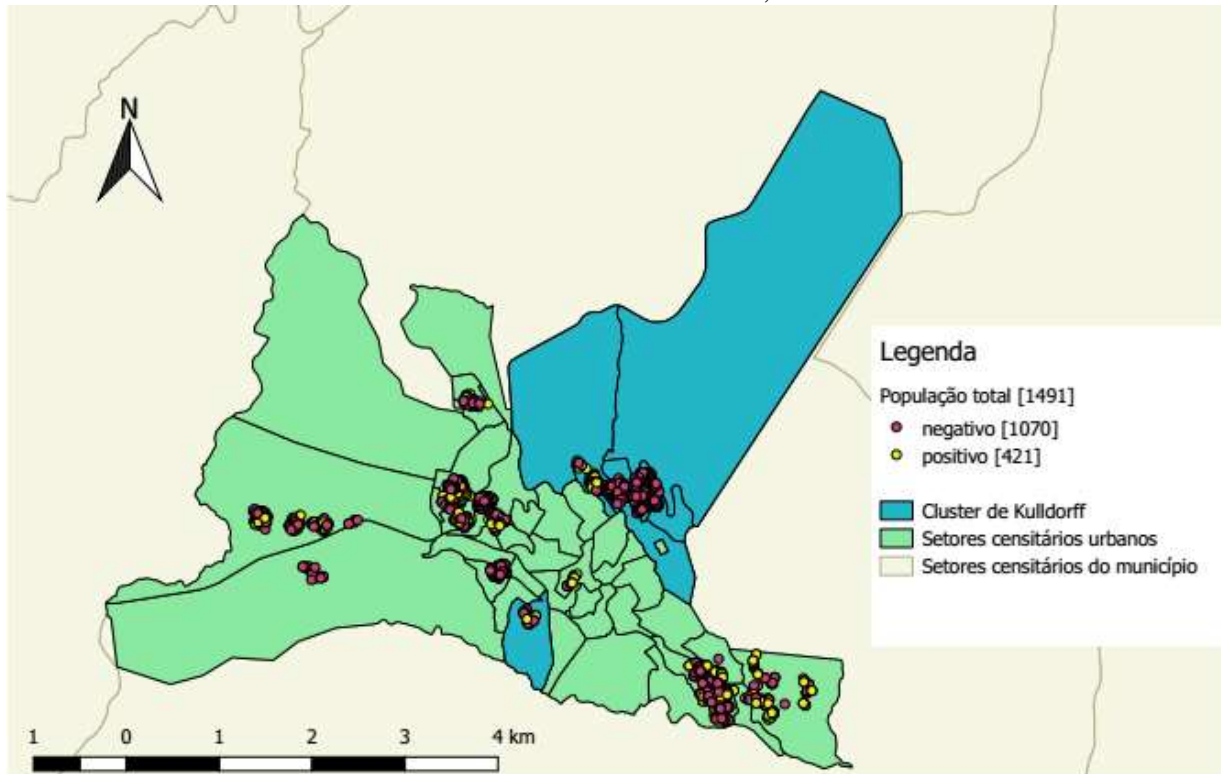 N
Legenda
População total [1491]
negativo [1070]
positivo [421]
Cluster de Kulldorff
Setores censitários urbanos
Setores censitários do município
1 0 1 2 3 4 km